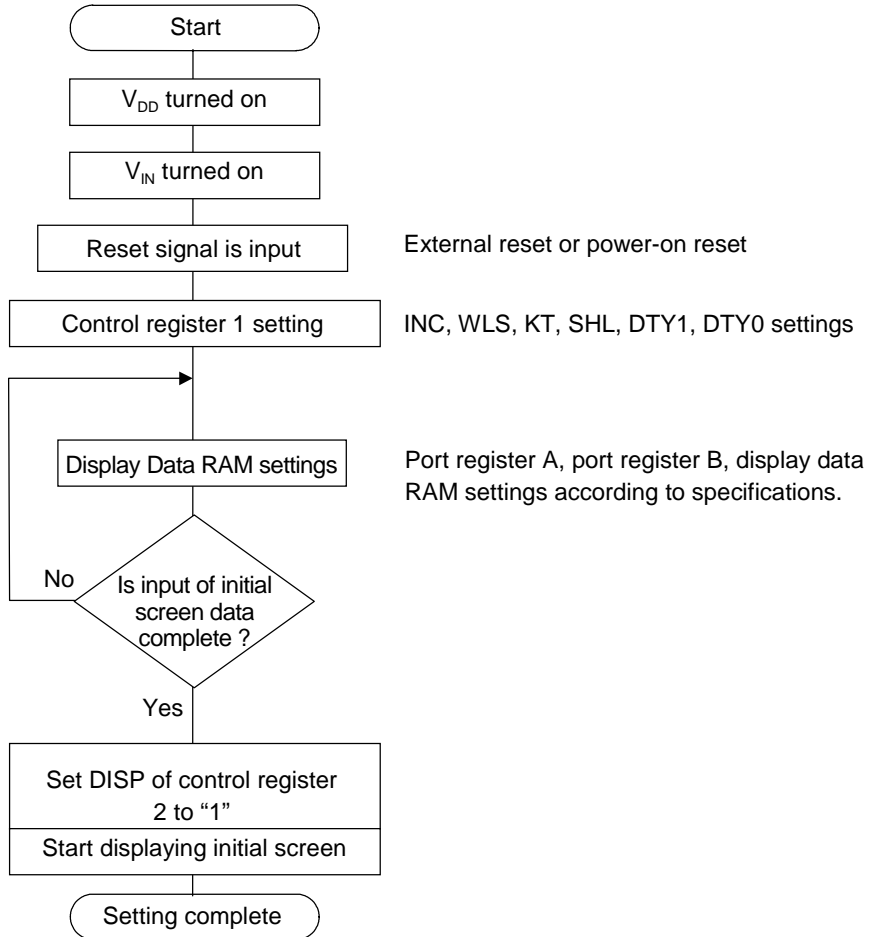 Start
V_DD turned on
V_IN turned on
Reset signal is input
External reset or power-on reset
Control register 1 setting
INC, WLS, KT, SHL, DTY1, DTY0 settings
Display Data RAM settings
Port register A, port register B, display data
RAM settings according to specifications.
No
Is input of initial
screen data
complete ?
Yes
Set DISP of control register
2 to “1”
Start displaying initial screen
Setting complete